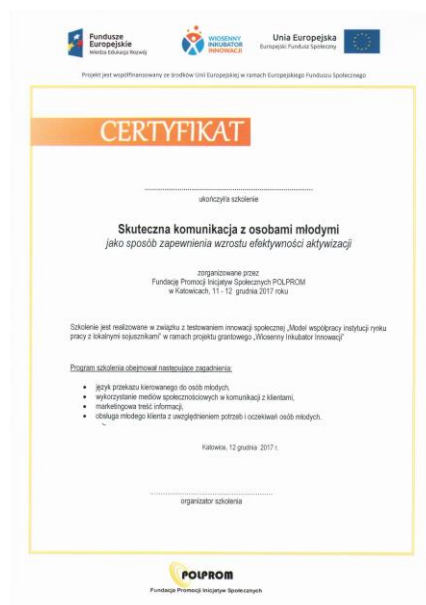 Fundusze
Europejskie
Wiedza Edukacja Rozwój
WIOSENNY
INKUBATOR
INNOWACJI
Unia Europejska
Europejski Fundusz Społeczny
Projekt jest współfinansowany ze środków Unii Europejskiej w ramach Europejskiego Funduszu Społecznego
CERTYFIKAT
ukończył/a szkolenie
Skuteczna komunikacja z osobami młodymi
jako sposób zapewnienia wzrostu efektywności aktywizacji
zorganizowane przez
Fundację Promocji Inicjatyw Społecznych POLPROM
w Katowicach, 11 - 12 grudnia 2017 roku
Szkolenie jest realizowane w związku z testowaniem innowacji społecznej „Model współpracy instytucji rynku
pracy z lokalnymi sojusznikami” w ramach projektu grantowego „Wiosenny Inkubator Innowacji”
Program szkolenia obejmował następujące zagadnienia:
• język przekazu kierowanego do osób młodych,
• wykorzystanie mediów społecznościowych w komunikacji z klientami,
• marketingowa treść informacji,
• obsługa młodego klienta z uwzględnieniem potrzeb i oczekiwań osób młodych.
Katowice, 12 grudnia 2017 r.
organizator szkolenia
POLPROM
Fundacja Promocji Inicjatyw Społecznych